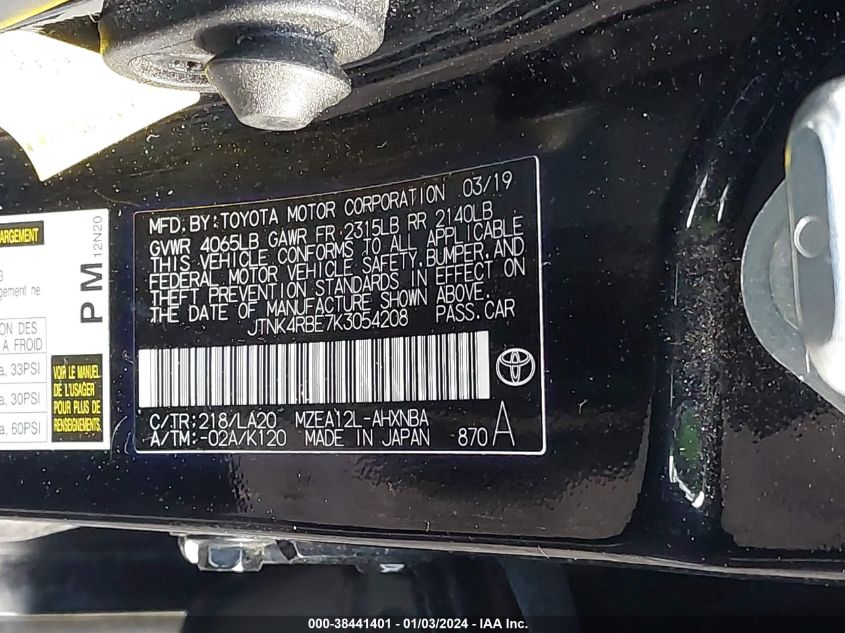 MFD. BY: TOYOTA MOTOR CORPORATION 03/19
GVWR 4065LB GAWR FR 2315LB RR 2140LB
THIS VEHICLE CONFORMS TO ALL APPLICABLE
FEDERAL MOTOR VEHICLE SAFETY, BUMPER, AND
THEFT PREVENTION STANDARDS IN EFFECT ON
THE DATE OF MANUFACTURE SHOWN ABOVE.
JTNK4RBE7K3054208 PASS. CAR
C/TR: 218/LA20 MZEA12L-AHXNBA
A/TM: -02A/K120 MADE IN JAPAN -870 A
ARGEMENT
PM 12N20
3
gement ne
ON DES
À FROID
a. 33PSI
a. 30PSI
a. 60PSI
VOIR LE MANUEL
DE L'USAGER
POUR PLUS DE
RENSEIGNEMENTS.
000-38441401 - 01/03/2024 - IAA Inc.